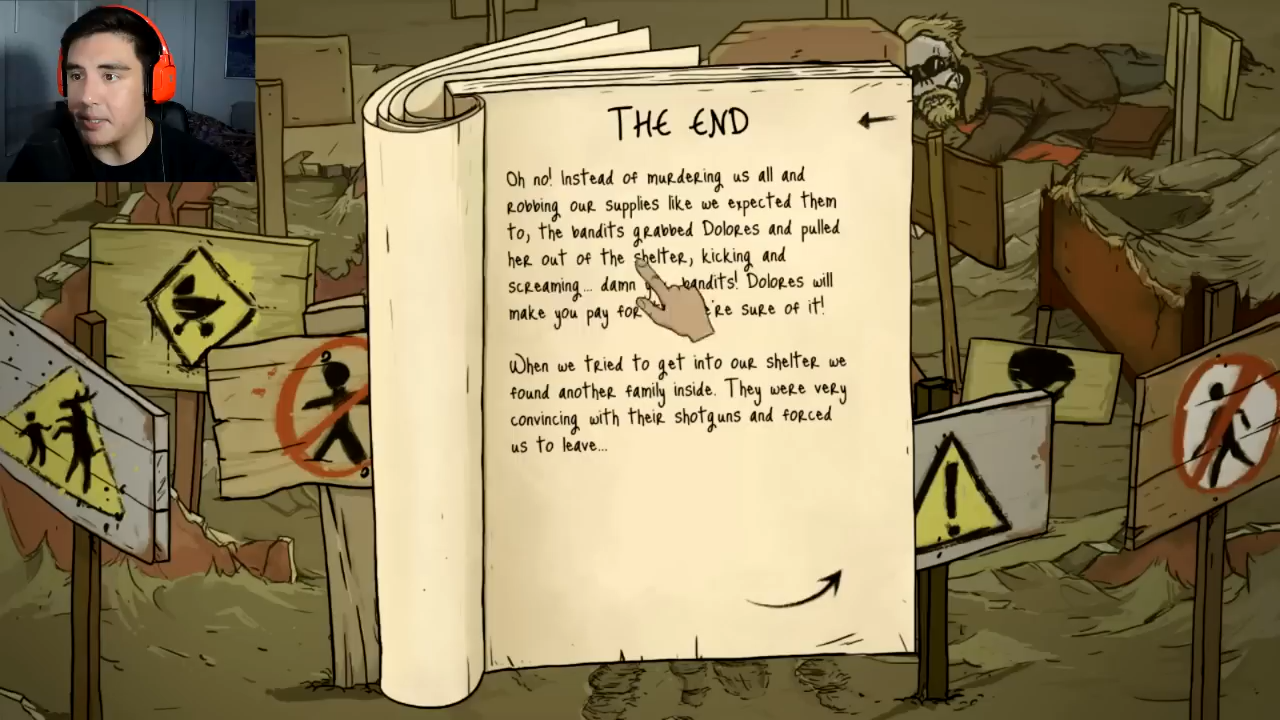 THE END
Oh no! Instead of murdering us all and
robbing our supplies like we expected them
to, the bandits grabbed Dolores and pulled
her out of the shelter, kicking and
screaming... damn bandits! Dolores will
make you pay for sure of it!
When we tried to get into our shelter we
found another family inside. They were very
convincing with their shotguns and forced
us to leave...